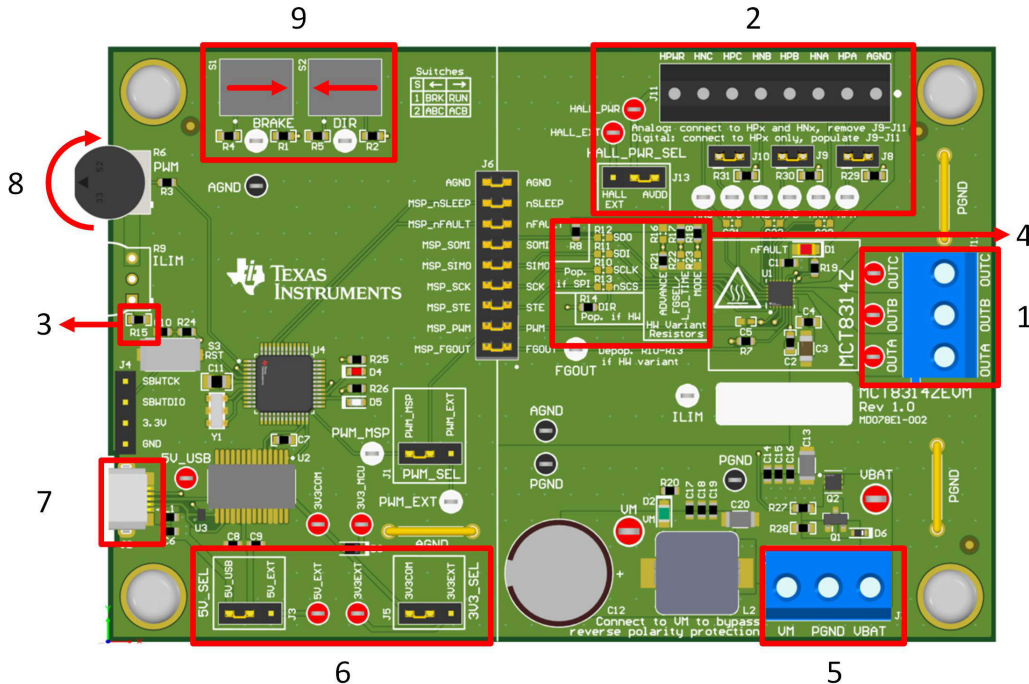 9
2
8
3
4
1
7
6
5
S1
S2
BRAKE
DIR
R4
R1
R5
R2
Switches
S ← →
1 BRK RUN
2 ABC ACB
HPWR HNC HPC HNB HPB HNA HPA AGND
J11
HALL_PWR
HALL_EXT
Analog: connect to HPx and HNx, remove J9-J11
Digital: connect to HPx only, populate J9-J11
HALL_PWR_SEL
HALL EXT
AVDD
J13
J10
J9
J8
R31
R30
R29
PGND
R6
PWM
R3
AGND
J6
AGND
MSP_nSLEEP
MSP_nFAULT
MSP_SOMI
MSP_SIMO
MSP_SCK
MSP_STE
MSP_PWM
MSP_FGOUT
AGND
nSLEEP
nFAULT
SOMI
SIMO
SCK
STE
PWM
FGOUT
R8
R12
SDO
R11
SDI
R10
SCLK
R13
nSCS
Pop.
if SPI
R14
DIR
Pop. if HW
R16
R17
R18
R21
R22
R23
ADVANCE
MODE
HW Variant
Resistors
Depop. R10-R13
if HW variant
nFAULT
D1
R19
C1
U1
C4
C5
R7
C2
C3
MCT8314Z
OUTC
OUTB
OUTA
OUTC
OUTB
OUTA
R9
ILIM
TEXAS
INSTRUMENTS
R15
R24
S3
RST
J4
SBWTCK
SBWTDIO
3.3V
GND
C11
Y1
U4
R25
D4
R26
D5
C7
U2
PWM_MSP
PWM_MSP
PWM_EXT
J1
PWM_SEL
PWM_EXT
FGOUT
ILIM
MCT8314ZEVM
Rev 1.0
MD078E1-002
AGND
PGND
PGND
C14
C15
C16
C13
VBAT
Q2
R27
R28
Q1
D6
PGND
5V_USB
U3
C8
C9
3V3COM
3V3_MCU
AGND
5V_SEL
5V_USB
5V_EXT
J3
5V_EXT
3V3EXT
J5
3V3COM
3V3EXT
3V3_SEL
R20
D2
VM
VM
C17
C18
C19
C20
C12
L2
Connect to VM to bypass
reverse polarity protection
VM PGND VBAT